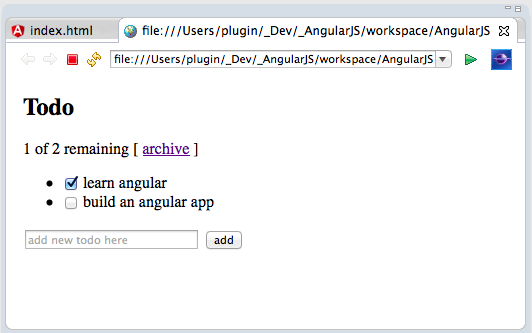 index.html
file:///Users/plugin/_Dev/_AngularJS/workspace/AngularJS
file:///Users/plugin/_Dev/_AngularJS/workspace/AngularJS
Todo
1 of 2 remaining [ archive ]
learn angular
build an angular app
add new todo here
add